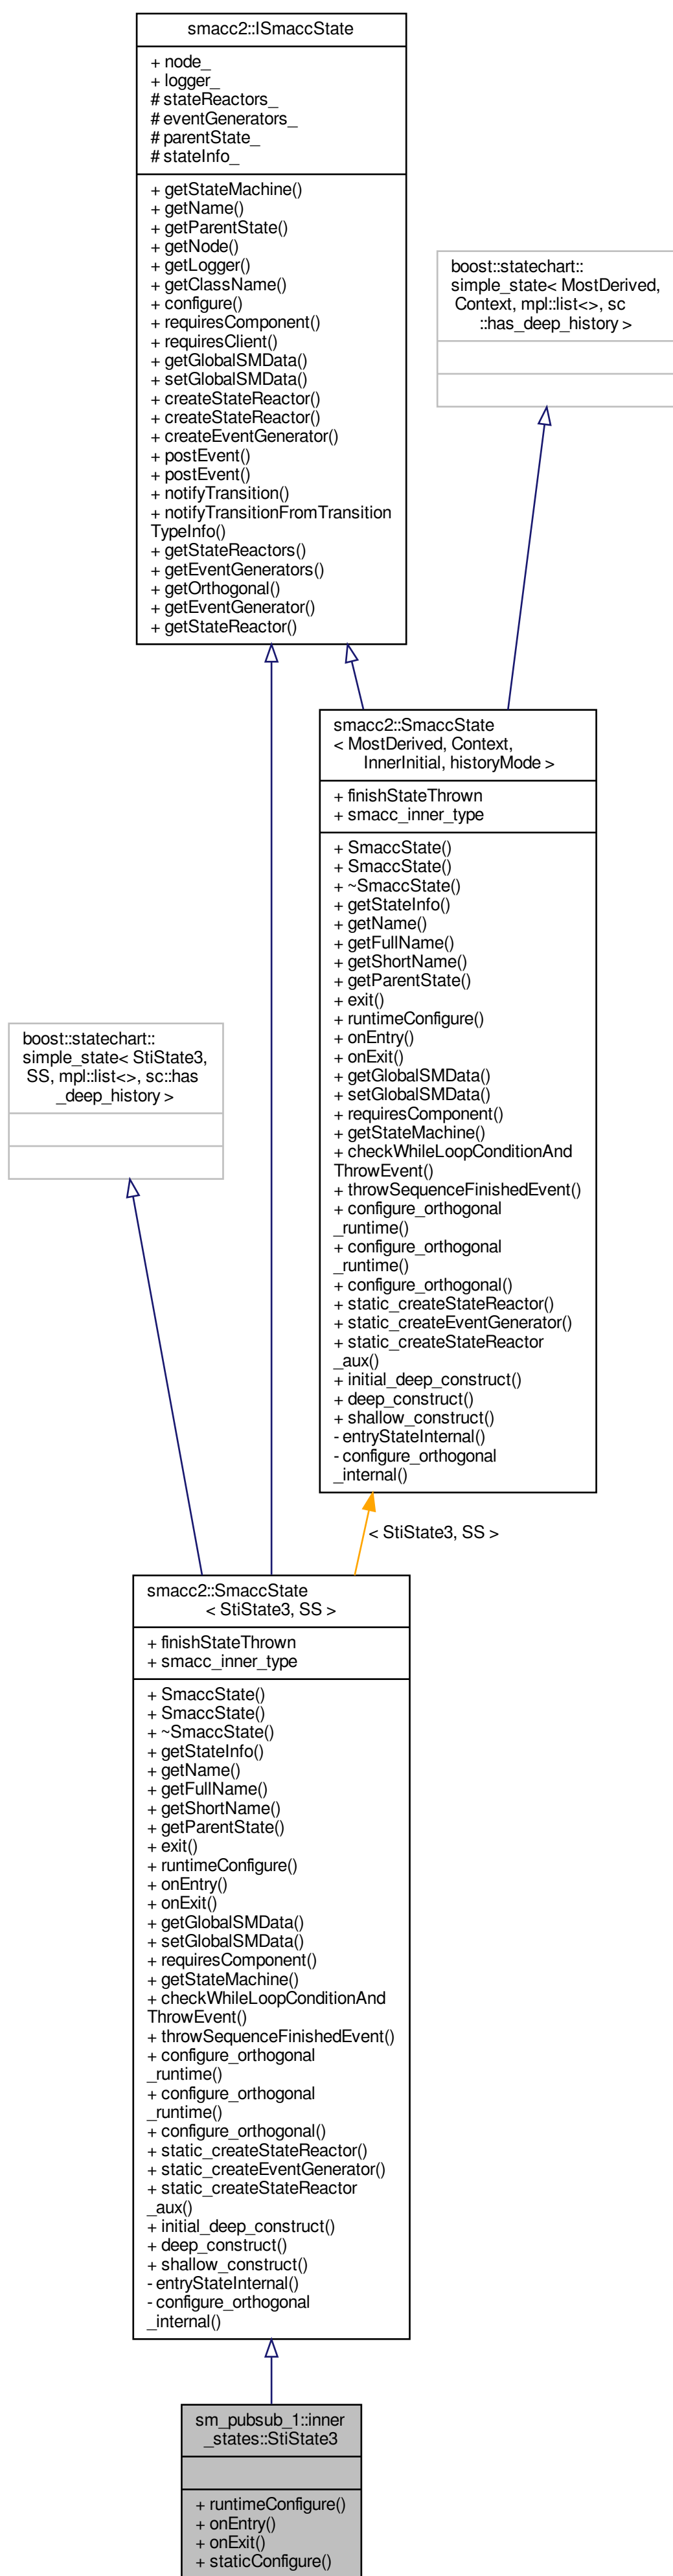 smacc2::ISmaccState
+ node_
+ logger_
# stateReactors_
# eventGenerators_
# parentState_
# stateInfo_
+ getStateMachine()
+ getName()
+ getParentState()
+ getNode()
+ getLogger()
+ getClassName()
+ configure()
+ requiresComponent()
+ requiresClient()
+ getGlobalSMData()
+ setGlobalSMData()
+ createStateReactor()
+ createStateReactor()
+ createEventGenerator()
+ postEvent()
+ postEvent()
+ notifyTransition()
+ notifyTransitionFromTransition
TypeInfo()
+ getStateReactors()
+ getEventGenerators()
+ getOrthogonal()
+ getEventGenerator()
+ getStateReactor()
boost::statechart::
simple_state< MostDerived,
Context, mpl::list<>, sc
::has_deep_history >
smacc2::SmaccState
< MostDerived, Context,
InnerInitial, historyMode >
+ finishStateThrown
+ smacc_inner_type
+ SmaccState()
+ SmaccState()
+ ~SmaccState()
+ getStateInfo()
+ getName()
+ getFullName()
+ getShortName()
+ getParentState()
+ exit()
+ runtimeConfigure()
+ onEntry()
+ onExit()
+ getGlobalSMData()
+ setGlobalSMData()
+ requiresComponent()
+ getStateMachine()
+ checkWhileLoopConditionAnd
ThrowEvent()
+ throwSequenceFinishedEvent()
+ configure_orthogonal
_runtime()
+ configure_orthogonal
_runtime()
+ configure_orthogonal()
+ static_createStateReactor()
+ static_createEventGenerator()
+ static_createStateReactor
_aux()
+ initial_deep_construct()
+ deep_construct()
+ shallow_construct()
- entryStateInternal()
- configure_orthogonal
_internal()
boost::statechart::
simple_state< StiState3,
SS, mpl::list<>, sc::has
_deep_history >
< StiState3, SS >
smacc2::SmaccState
< StiState3, SS >
+ finishStateThrown
+ smacc_inner_type
+ SmaccState()
+ SmaccState()
+ ~SmaccState()
+ getStateInfo()
+ getName()
+ getFullName()
+ getShortName()
+ getParentState()
+ exit()
+ runtimeConfigure()
+ onEntry()
+ onExit()
+ getGlobalSMData()
+ setGlobalSMData()
+ requiresComponent()
+ getStateMachine()
+ checkWhileLoopConditionAnd
ThrowEvent()
+ throwSequenceFinishedEvent()
+ configure_orthogonal
_runtime()
+ configure_orthogonal
_runtime()
+ configure_orthogonal()
+ static_createStateReactor()
+ static_createEventGenerator()
+ static_createStateReactor
_aux()
+ initial_deep_construct()
+ deep_construct()
+ shallow_construct()
- entryStateInternal()
- configure_orthogonal
_internal()
sm_pubsub_1::inner
_states::StiState3
+ runtimeConfigure()
+ onEntry()
+ onExit()
+ staticConfigure()